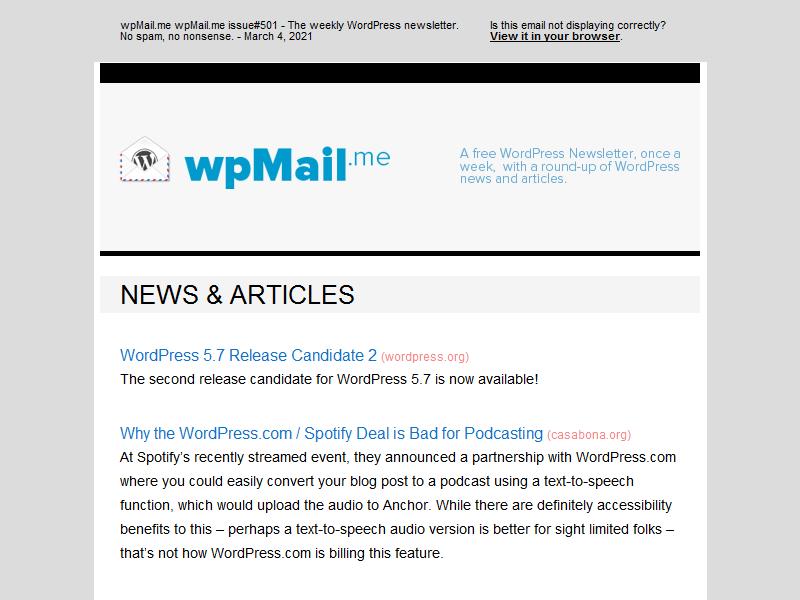 wpMail.me wpMail.me issue#501 - The weekly WordPress newsletter.
No spam, no nonsense. - March 4, 2021
Is this email not displaying correctly?
View it in your browser.
wpMail.me
A free WordPress Newsletter, once a
week, with a round-up of WordPress
news and articles.
NEWS & ARTICLES
WordPress 5.7 Release Candidate 2 (wordpress.org)
The second release candidate for WordPress 5.7 is now available!
Why the WordPress.com / Spotify Deal is Bad for Podcasting (casabona.org)
At Spotify’s recently streamed event, they announced a partnership with WordPress.com
where you could easily convert your blog post to a podcast using a text-to-speech
function, which would upload the audio to Anchor. While there are definitely accessibility
benefits to this – perhaps a text-to-speech audio version is better for sight limited folks –
that’s not how WordPress.com is billing this feature.